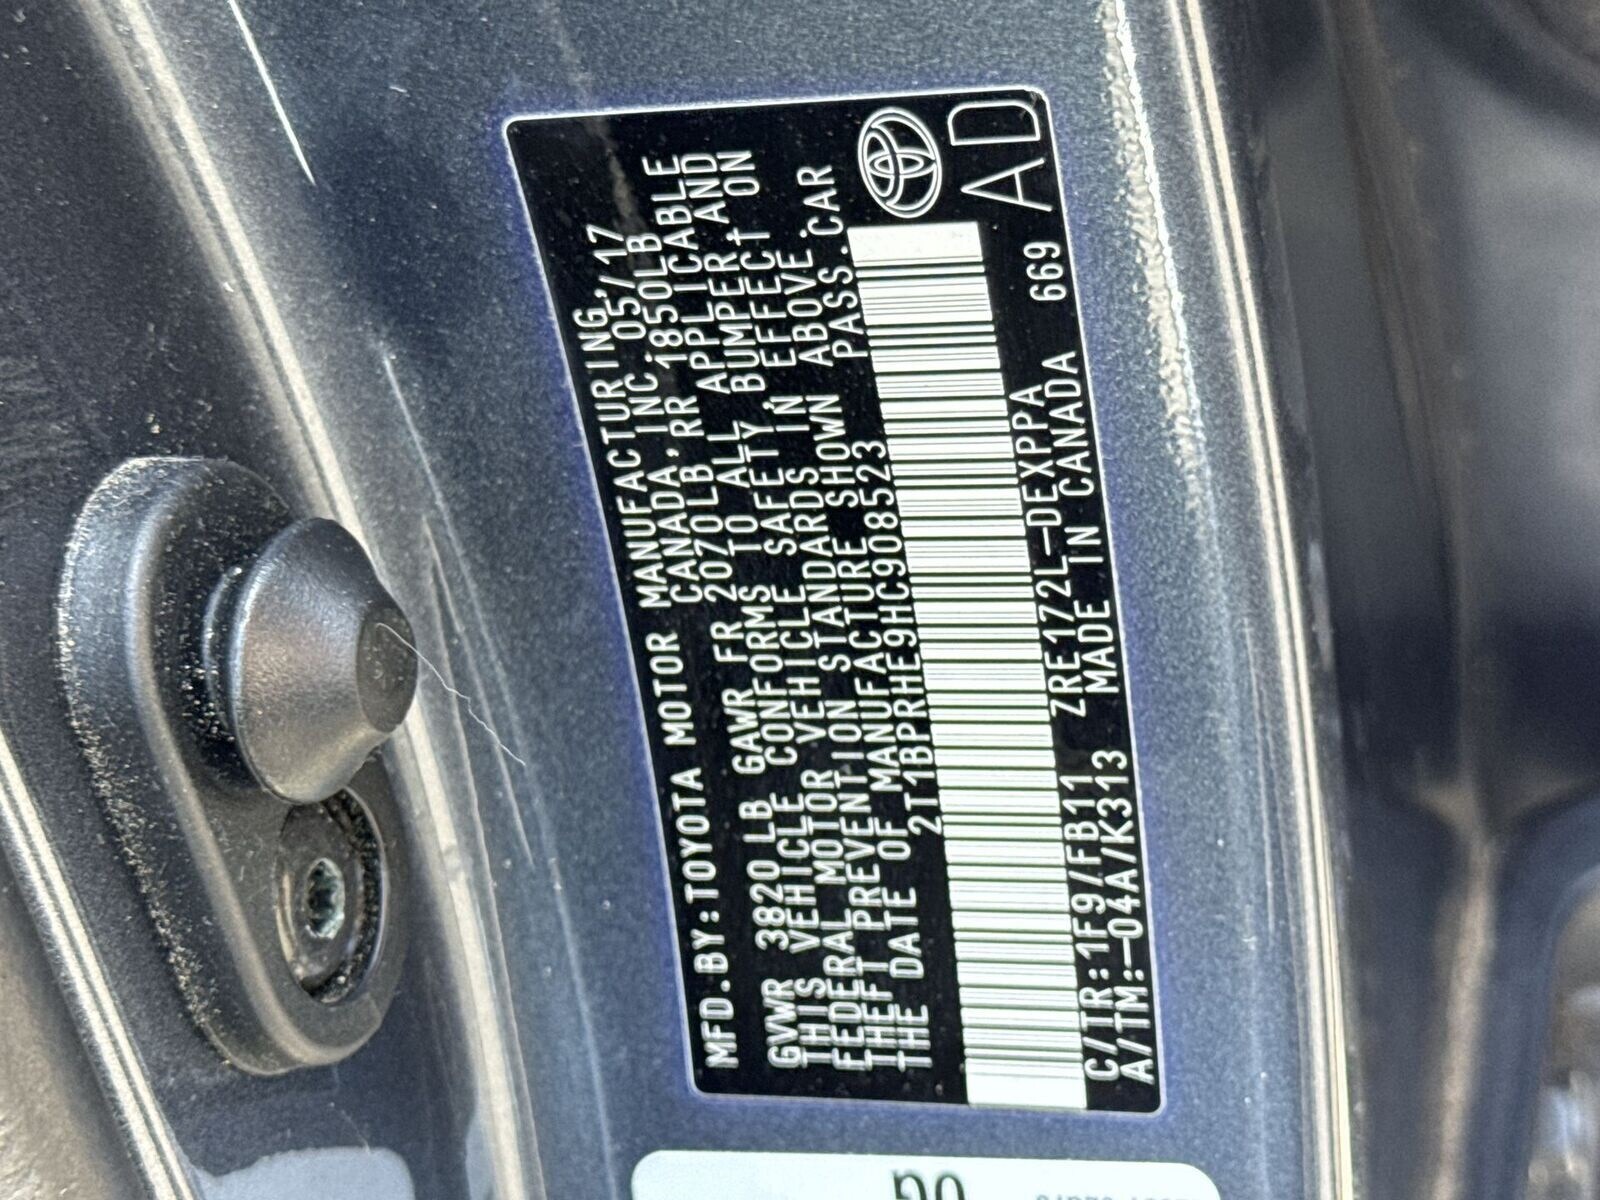 MFD.BY:TOYOTA MOTOR MANUFACTURING,
CANADA,INC. 05/17
GVWR 3820LB GAWR FR 2070LB RR 1850LB
THIS VEHICLE CONFORMS TO ALL APPLICABLE
FEDERAL MOTOR VEHICLE SAFETY, BUMPER, AND
THEFT PREVENTION STANDARDS IN EFFECT ON
THE DATE OF MANUFACTURE SHOWN ABOVE.
2T1BPRHE9HC908523 PASS.CAR
C/TR:1F9/FB11 ZRE172L-DEXPPA 669
A/TM:-04A/K313 MADE IN CANADA
AD